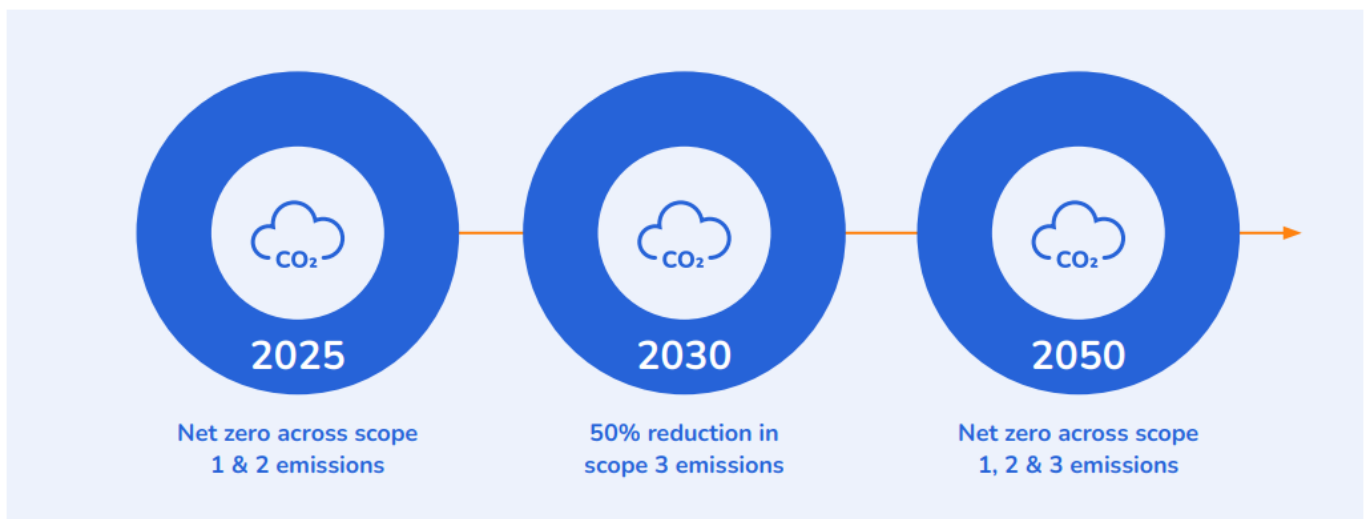 CO₂
CO₂
CO₂
2025
2030
2050
Net zero across scope
1 & 2 emissions
50% reduction in
scope 3 emissions
Net zero across scope
1, 2 & 3 emissions